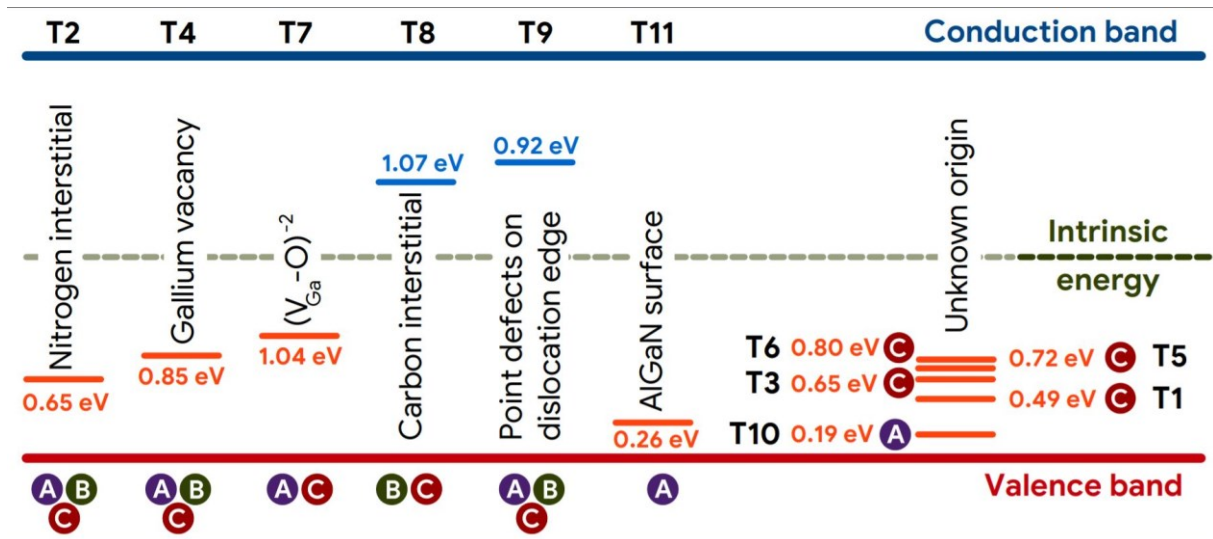 T2 T4 T7 T8 T9 T11 Conduction band
Nitrogen interstitial
0.65 eV
Gallium vacancy
0.85 eV
(VGa-O)-2
1.04 eV
1.07 eV
Carbon interstitial
0.92 eV
Point defects on
dislocation edge
AlGaN surface
0.26 eV
Unknown origin
Intrinsic
energy
T6 0.80 eV C
0.72 eV C T5
T3 0.65 eV C
0.49 eV C T1
T10 0.19 eV A
Valence band
A B
C
A B
C
A C
B C
A B
C
A